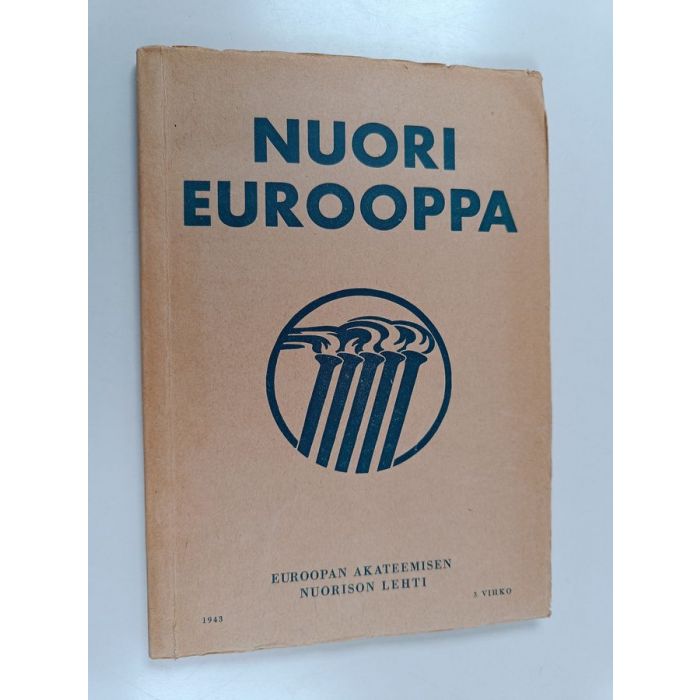 NUORI
EUROOPPA
EUROOPAN AKATEEMISEN
NUORISON LEHTI
1943
3 VIHKO